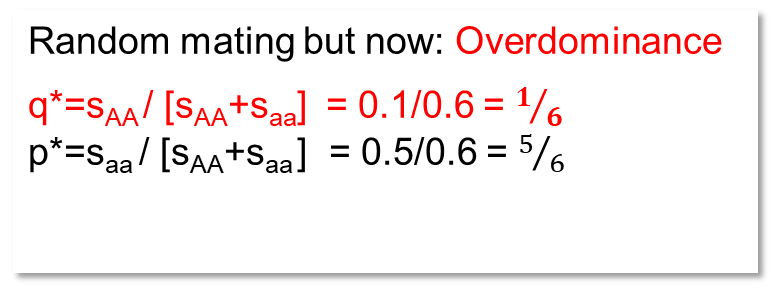 Random mating but now: Overdominance
q*=sAA/ [sAA+saa] = 0.1/0.6 = 1/6
p*=saa/ [sAA+saa] = 0.5/0.6 = 5/6